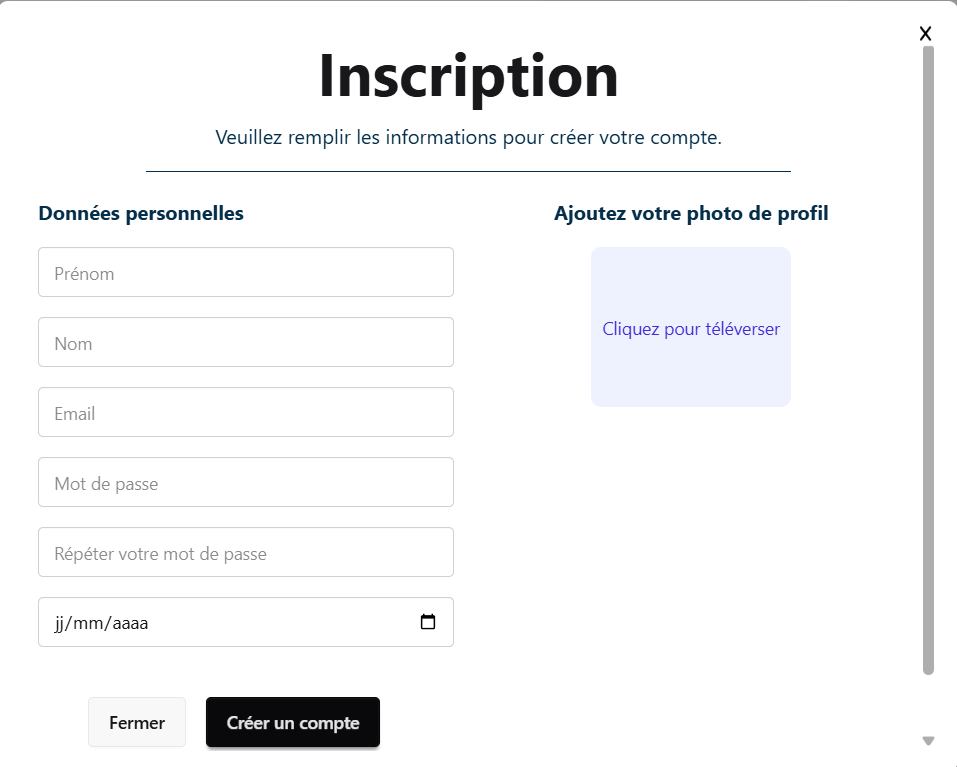 X
Inscription
Veuillez remplir les informations pour créer votre compte.
Données personnelles
Prénom
Nom
Email
Mot de passe
Répéter votre mot de passe
jj/mm/aaaa
Ajoutez votre photo de profil
Cliquez pour téléverser
Fermer
Créer un compte